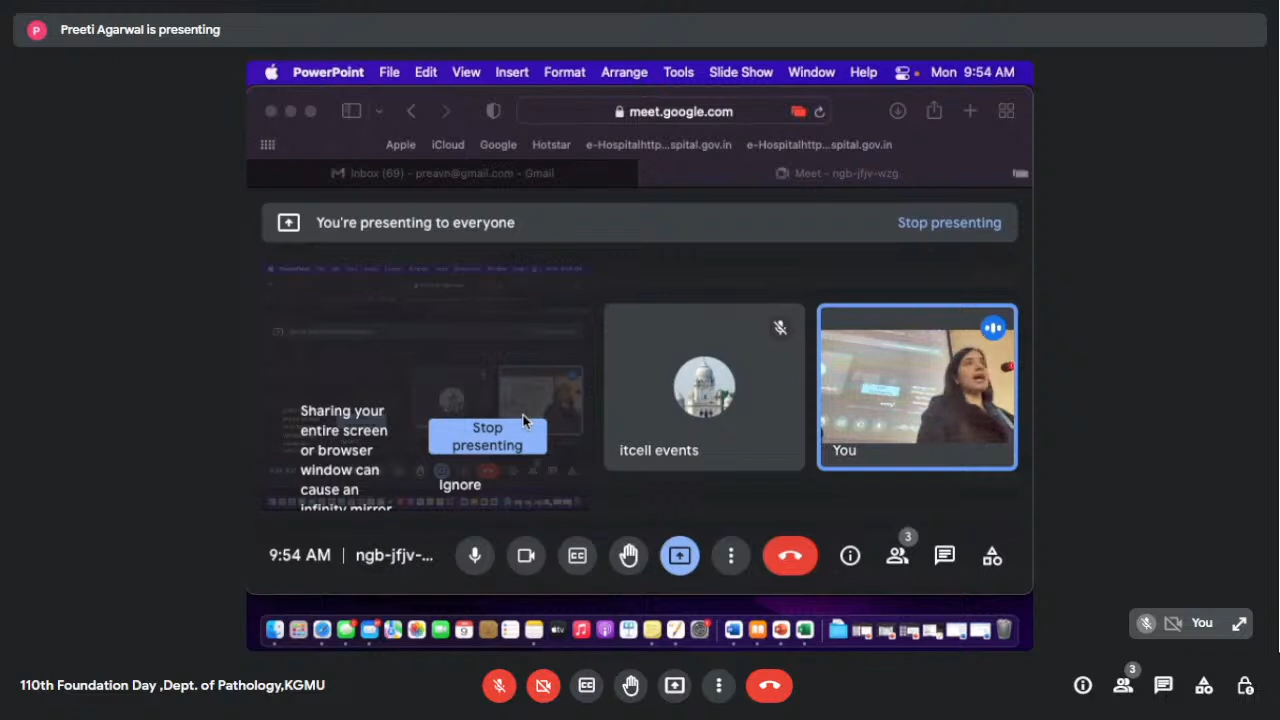 P Preeti Agarwal is presenting
PowerPoint File Edit View Insert Format Arrange Tools Slide Show Window Help Mon 9:54 AM
meet.google.com
Apple iCloud Google Hotstar e-Hospitalhttp...spital.gov.in e-Hospitalhttp...spital.gov.in
Inbox (69) - preavn@gmail.com - Gmail Meet - ngb-jfjv-wzg
You're presenting to everyone Stop presenting
Sharing your
entire screen
or browser
window can
cause an
infinity mirror
Stop
presenting
Ignore
itcell events
You
9:54 AM | ngb-jfjv-... 3
You
110th Foundation Day ,Dept. of Pathology,KGMU 3